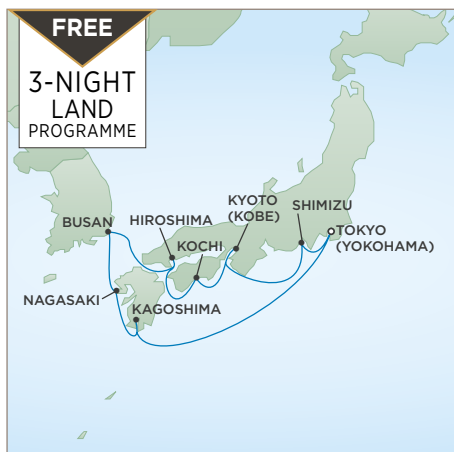 FREE
3-NIGHT
LAND
PROGRAMME
KYOTO
(KOBE)
SHIMIZU
BUSAN
HIROSHIMA
KOCHI
TOKYO
(YOKOHAMA)
NAGASAKI
KAGOSHIMA